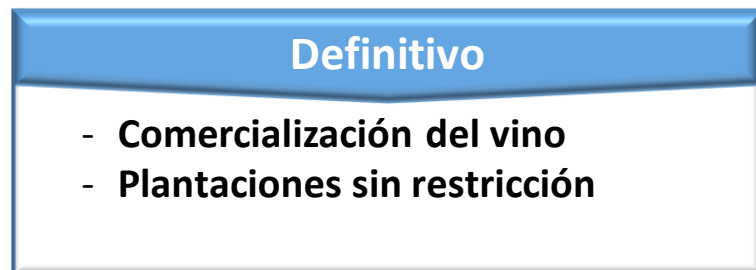 Definitivo
- Comercialización del vino
- Plantaciones sin restricción